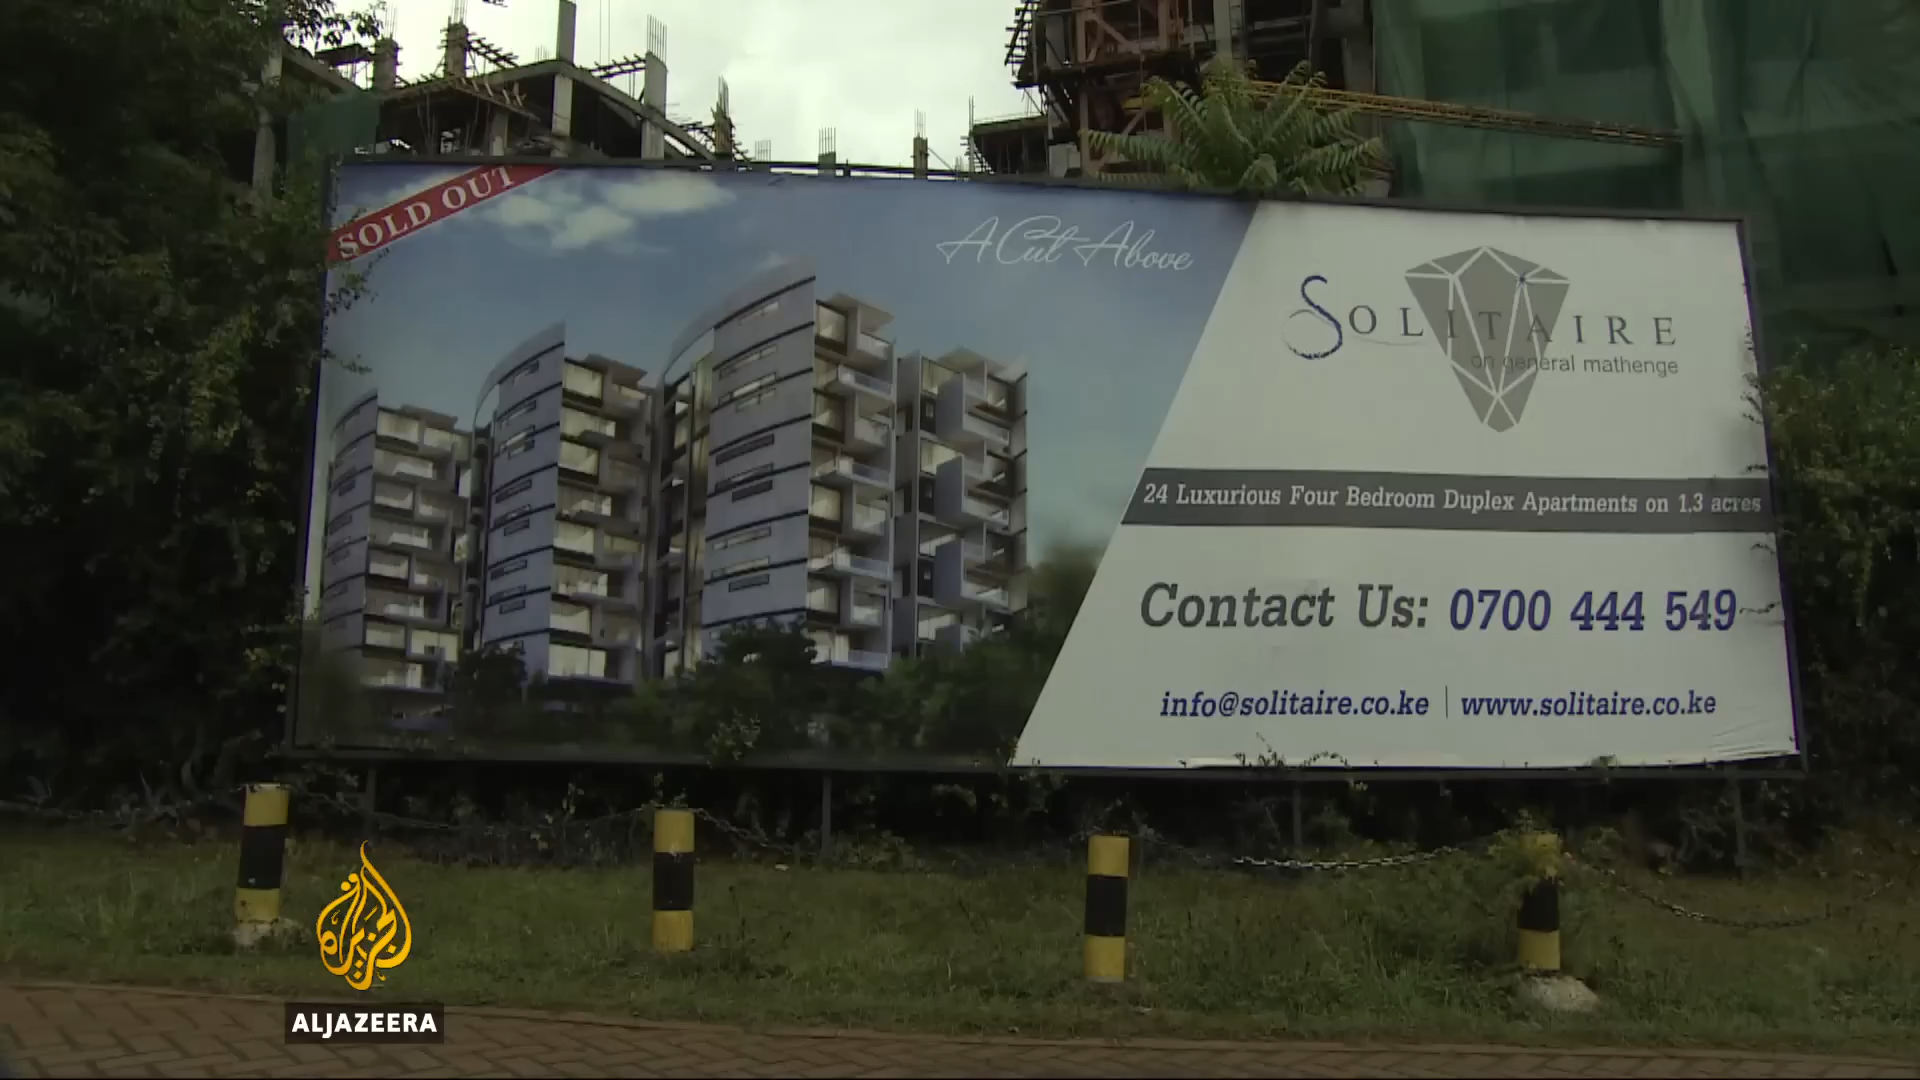 SOLD OUT
A Cut Above
SOLITAIRE
on general mathenge
24 Luxurious Four Bedroom Duplex Apartments on 1.3 acres
Contact Us: 0700 444 549
info@solitaire.co.ke | www.solitaire.co.ke
الجزيرة
ALJAZEERA